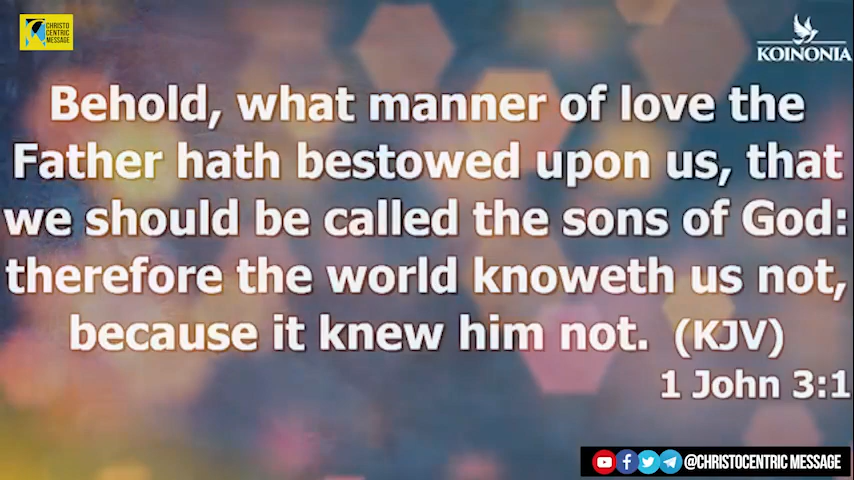 CHRISTO
CENTRIC
MESSAGE
KOINONIA
Behold, what manner of love the
Father hath bestowed upon us, that
we should be called the sons of God:
therefore the world knoweth us not,
because it knew him not. (KJV)
1 John 3:1
@CHRISTOCENTRIC MESSAGE